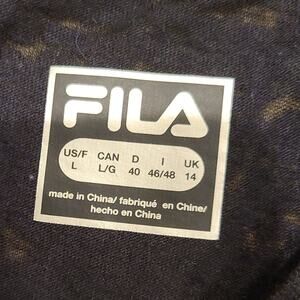 FILA
US/F CAN D I UK
L L/G 40 46/48 14
made in China/ fabriqué en Chine/
hecho en China